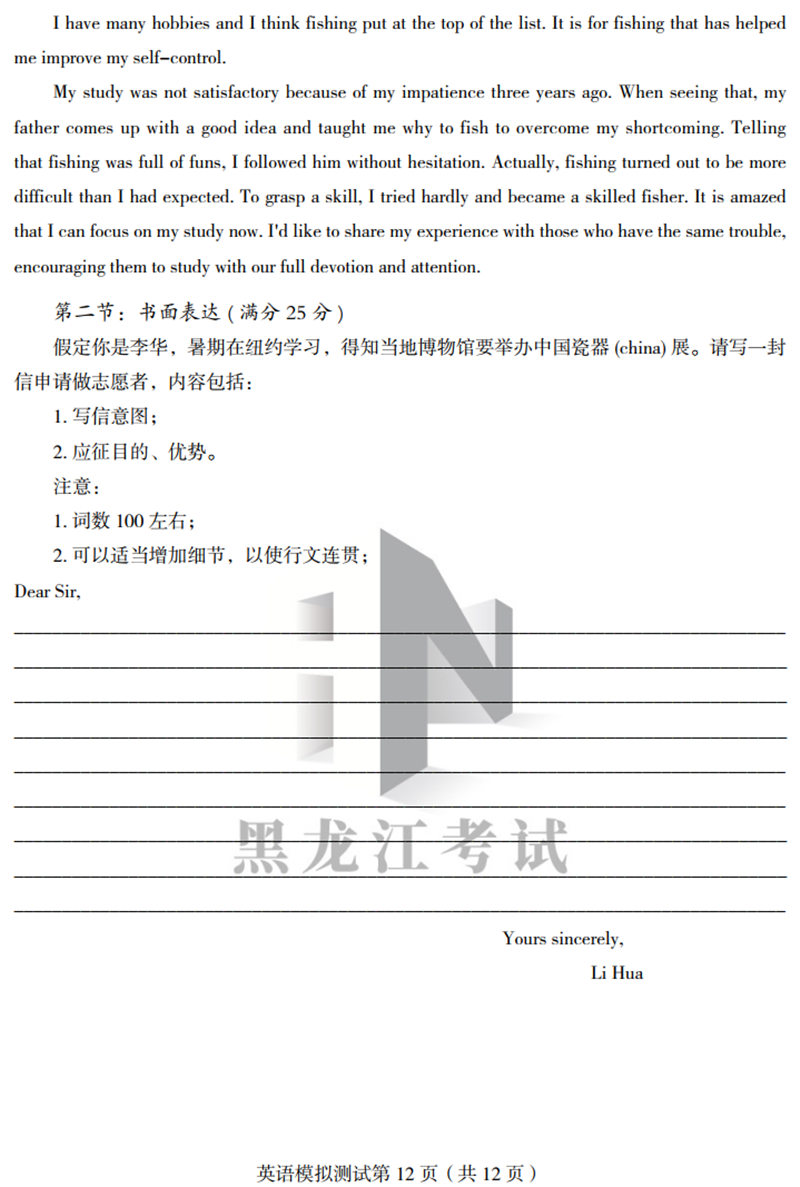 I have many hobbies and I think fishing put at the top of the list. It is for fishing that has helped
me improve my self-control.
My study was not satisfactory because of my impatience three years ago. When seeing that, my
father comes up with a good idea and taught me why to fish to overcome my shortcoming. Telling
that fishing was full of funs, I followed him without hesitation. Actually, fishing turned out to be more
difficult than I had expected. To grasp a skill, I tried hardly and became a skilled fisher. It is amazed
that I can focus on my study now. I'd like to share my experience with those who have the same trouble,
encouraging them to study with our full devotion and attention.
第二节：书面表达（满分 25 分）
假定你是李华，暑期在纽约学习，得知当地博物馆要举办中国瓷器 (china) 展。请写一封
信申请做志愿者，内容包括：
1. 写信意图；
2. 应征目的、优势。
注意：
1. 词数 100 左右；
2. 可以适当增加细节，以使行文连贯；
Dear Sir,
黑龙江考试
Yours sincerely,
Li Hua
英语模拟测试第 12 页（共 12 页）